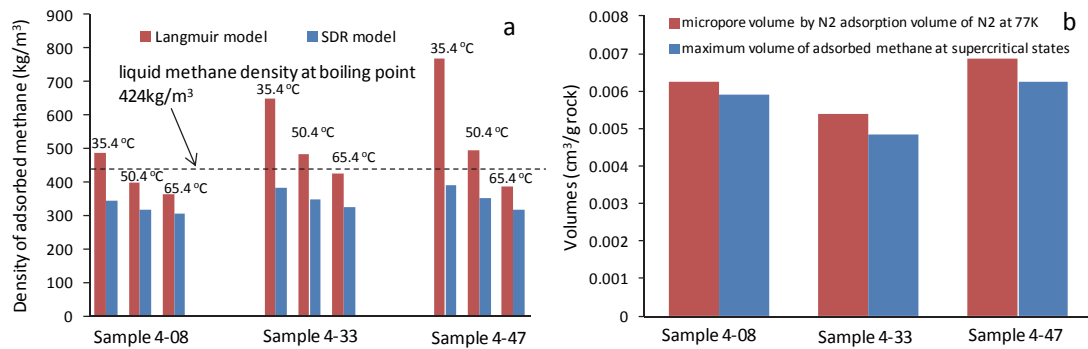 a
Langmuir model
SDR model
liquid methane density at boiling point
424kg/m³
Density of adsorbed methane (kg/m³)
900
800
700
600
500
400
300
200
100
0
35.4 °C
50.4 °C
65.4 °C
35.4 °C
50.4 °C
65.4 °C
35.4 °C
50.4 °C
65.4 °C
Sample 4-08
Sample 4-33
Sample 4-47
b
micropore volume by N2 adsorption volume of N2 at 77K
maximum volume of adsorbed methane at supercritical states
Volumes (cm³/g rock)
0.008
0.007
0.006
0.005
0.004
0.003
0.002
0.001
0.000
Sample 4-08
Sample 4-33
Sample 4-47